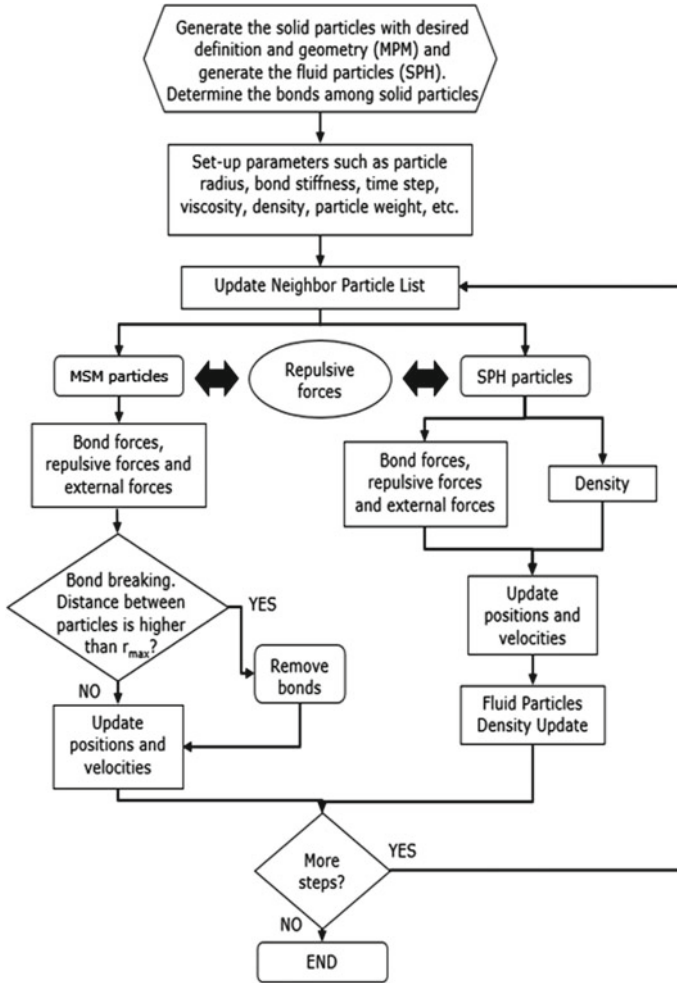 Generate the solid particles with desired
definition and geometry (MPM) and
generate the fluid particles (SPH).
Determine the bonds among solid particles
Set-up parameters such as particle
radius, bond stiffness, time step,
viscosity, density, particle weight, etc.
Update Neighbor Particle List
MSM particles
Repulsive
forces
SPH particles
Bond forces,
repulsive forces and
external forces
Bond forces,
repulsive forces
and external forces
Density
Bond breaking.
Distance between
particles is higher
than rmax?
YES
NO
Remove
bonds
Update
positions and
velocities
Update
positions and
velocities
Fluid Particles
Density Update
More
steps?
YES
NO
END